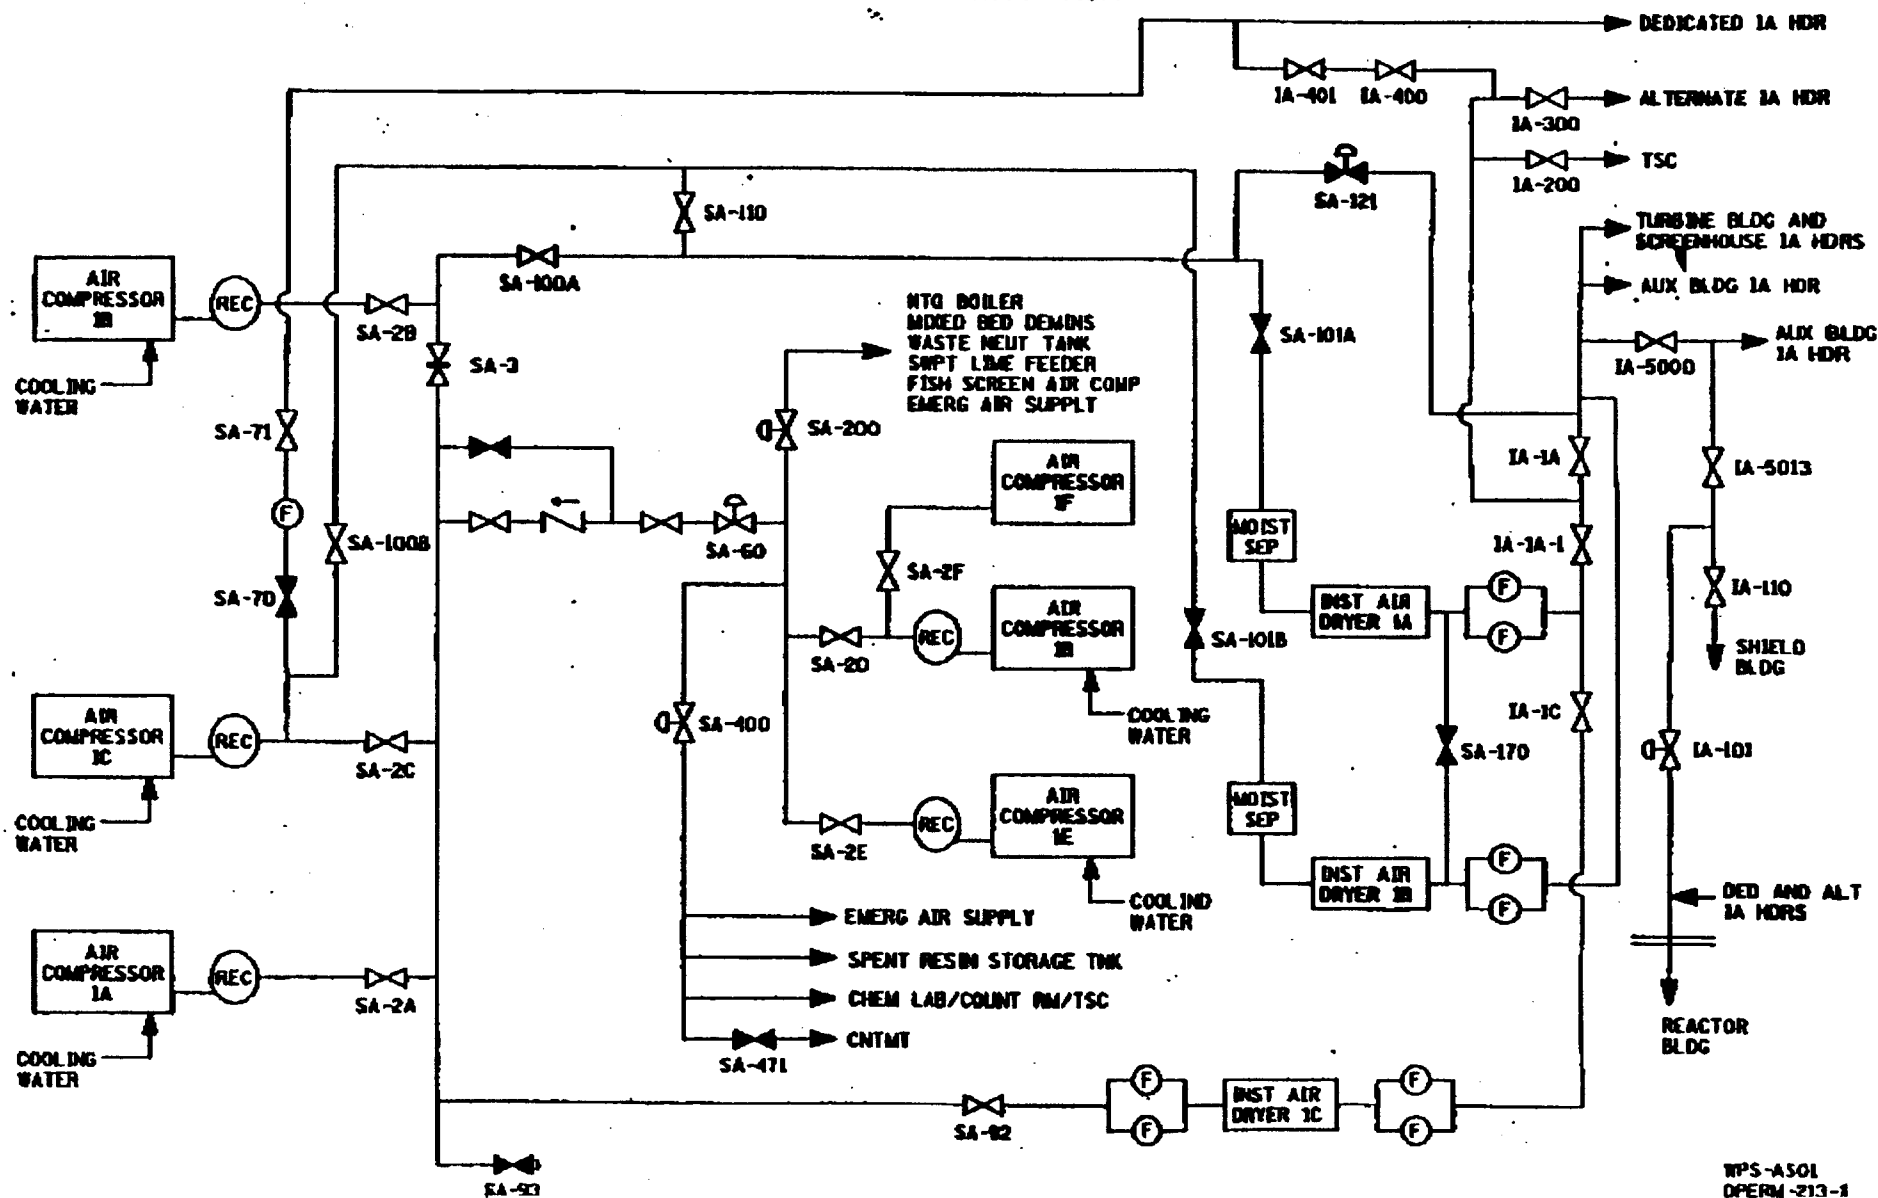 DEDICATED IA HDR
IA-401
IA-400
ALTERNATE IA HDR
IA-300
TSC
IA-200
SA-121
SA-110
TURBINE BLDG AND
SCREENHOUSE IA HDRS
AUX BLDG IA HDR
AIR
COMPRESSOR
1B
REC
SA-2B
SA-100A
SA-3
COOLING
WATER
SA-101A
IA-5000
AUX BLDG
IA HDR
HTG BOILER
MIXED BED DEMINS
WASTE NEUT TANK
SWPT LIME FEEDER
FISH SCREEN AIR COMP
EMERG AIR SUPPLY
SA-71
SA-200
AIR
COMPRESSOR
1F
IA-1A
IA-5013
F
SA-100B
SA-60
SA-2F
MOIST
SEP
IA-1A-1
SA-70
SA-2D
REC
AIR
COMPRESSOR
1B
SA-101B
INST AIR
DRYER 1A
F
F
IA-110
SHIELD
BLDG
AIR
COMPRESSOR
1C
REC
SA-2C
COOLING
WATER
SA-400
COOLING
WATER
SA-170
IA-1C
IA-101
SA-2E
REC
AIR
COMPRESSOR
1E
COOLIND
WATER
MOIST
SEP
INST AIR
DRYER 1B
F
F
DED AND ALT
IA HDRS
EMERG AIR SUPPLY
SPENT RESIN STORAGE TNK
CHEM LAB/COUNT RM/TSC
CNTMT
SA-471
AIR
COMPRESSOR
1A
REC
SA-2A
COOLING
WATER
REACTOR
BLDG
SA-92
F
F
INST AIR
DRYER 1C
F
F
SA-93
WPS-A501
OPERM-213-1